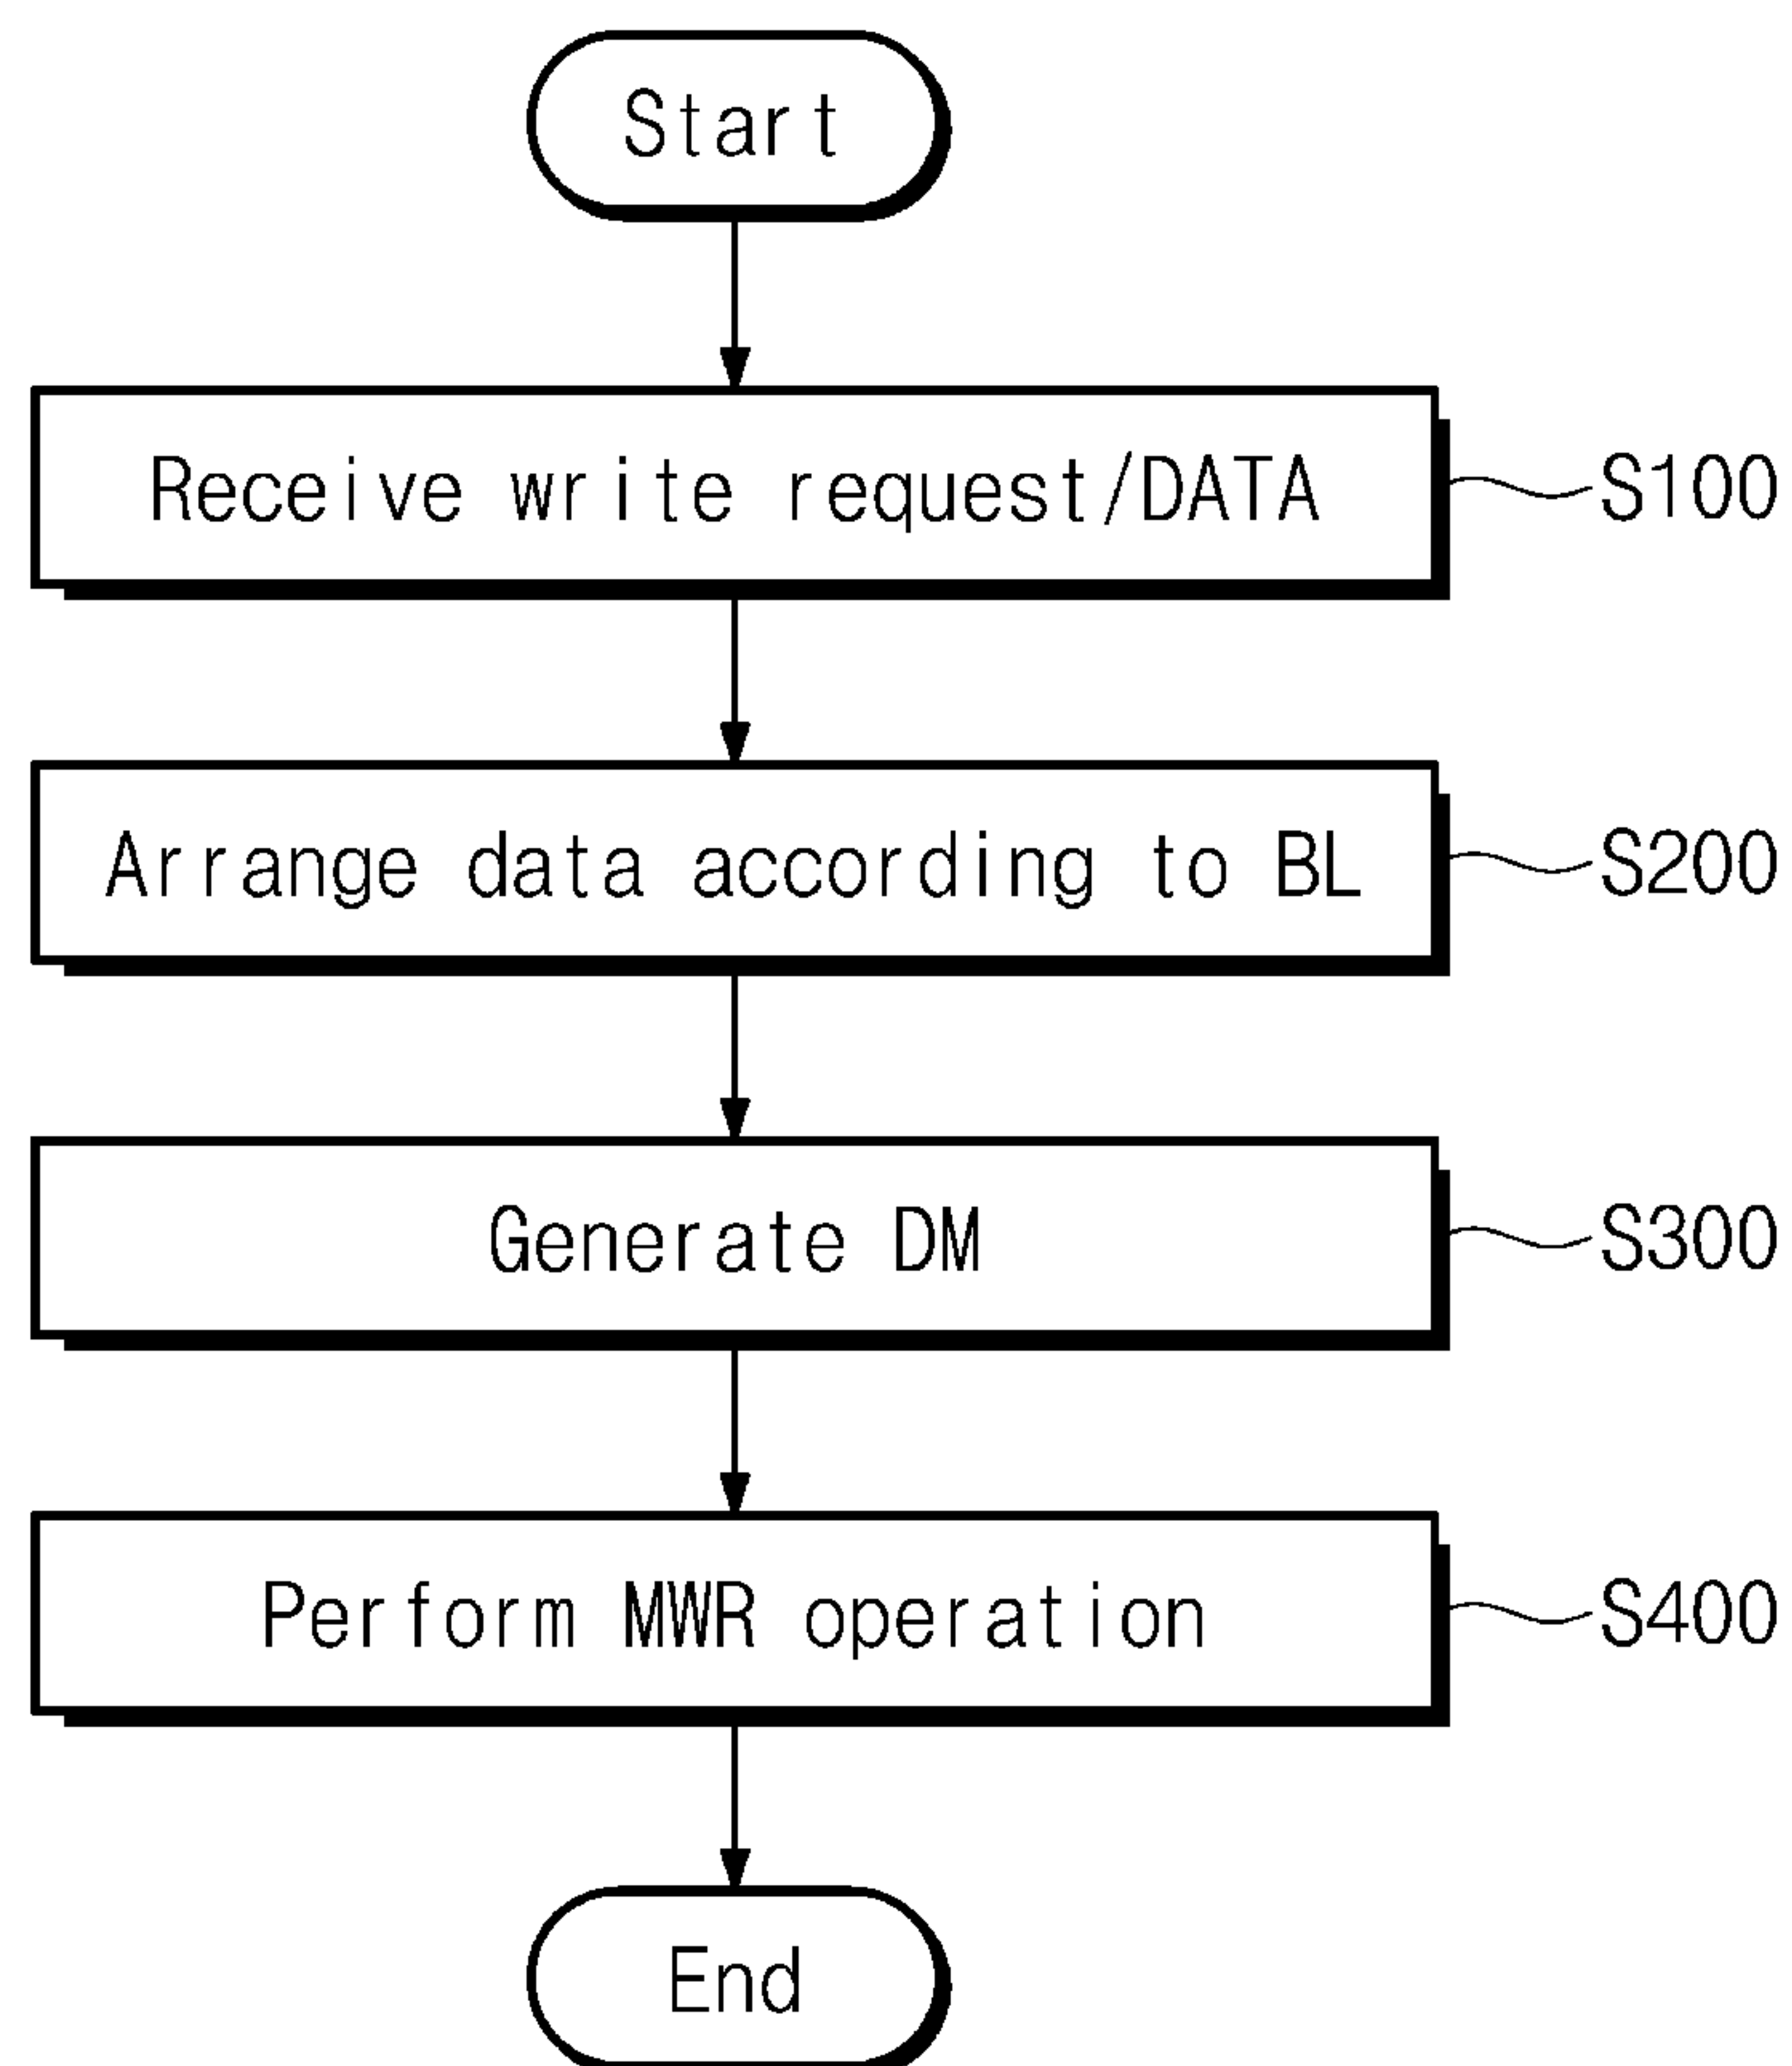 Start
Receive write request/DATA
S100
Arrange data according to BL
S200
Generate DM
S300
Perform MWR operation
S400
End